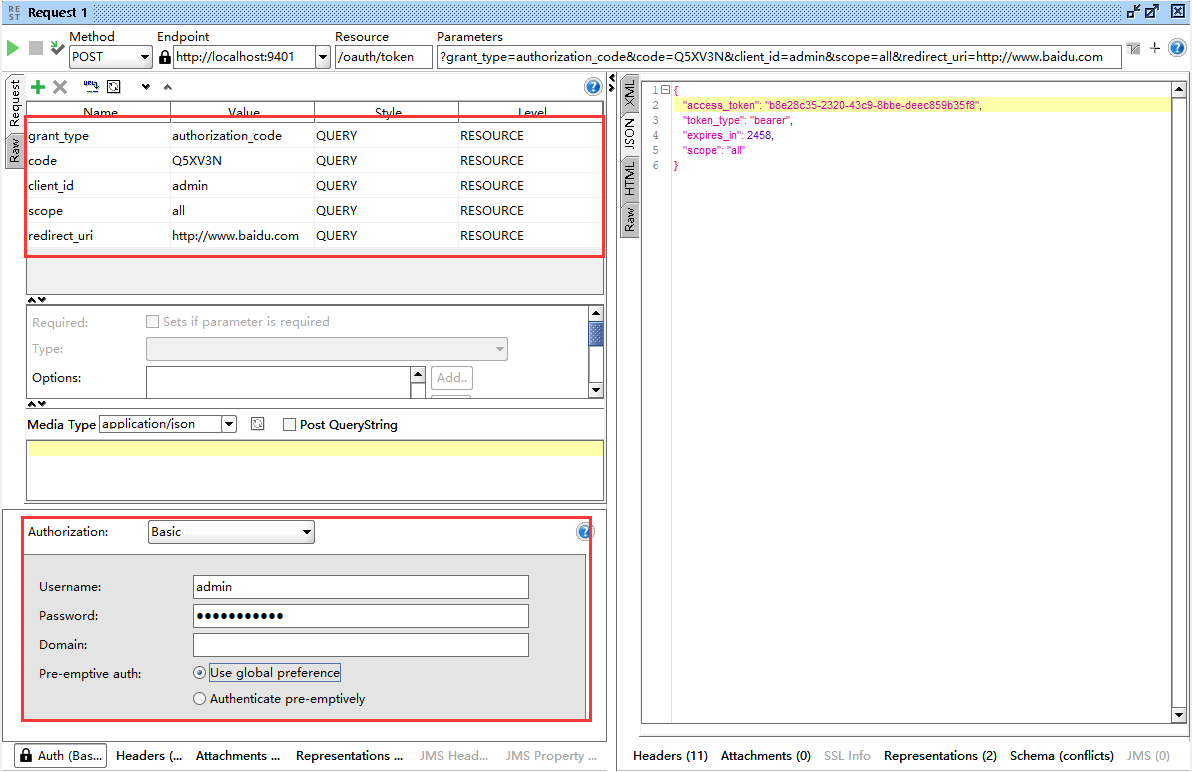 RE ST Request 1
Method Endpoint Resource Parameters
POST http://localhost:9401 /oauth/token ?grant_type=authorization_code&code=Q5XV3N&client_id=admin&scope=all&redirect_uri=http://www.baidu.com
Request
Raw
Name Value Style Level
grant_type authorization_code QUERY RESOURCE
code Q5XV3N QUERY RESOURCE
client_id admin QUERY RESOURCE
scope all QUERY RESOURCE
redirect_uri http://www.baidu.com QUERY RESOURCE
Required: Sets if parameter is required
Type:
Options: Add..
Media Type application/json Post QueryString
Authorization: Basic
Username: admin
Password: ●●●●●●●●●●●
Domain:
Pre-emptive auth: Use global preference
Authenticate pre-emptively
Auth (Bas... Headers (... Attachments ... Representations ... JMS Head... JMS Property ...
XML
JSON
HTML
Raw
1 {
2 "access_token": "b8e28c35-2320-43c9-8bbe-deec859b35f8",
3 "token_type": "bearer",
4 "expires_in": 2458,
5 "scope": "all"
6 }
Headers (11) Attachments (0) SSL Info Representations (2) Schema (conflicts) JMS (0)